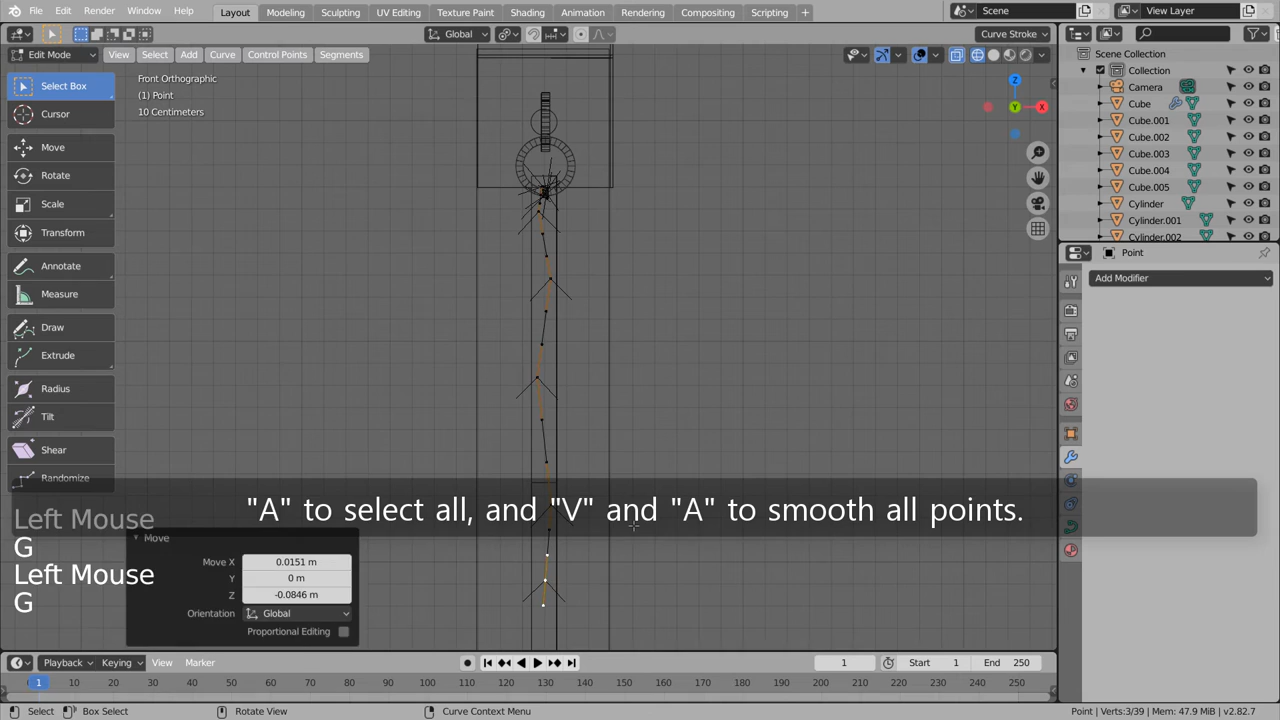 File Edit Render Window Help Layout Modeling Sculpting UV Editing Texture Paint Shading Animation Rendering Compositing Scripting + Scene View Layer
Global Curve Stroke
Edit Mode View Select Add Curve Control Points Segments
Scene Collection
Collection
Camera
Cube
Cube.001
Cube.002
Cube.003
Cube.004
Cube.005
Cylinder
Cylinder.001
Cylinder.002
Point
Add Modifier
Select Box
Cursor
Move
Rotate
Scale
Transform
Annotate
Measure
Draw
Extrude
Radius
Tilt
Shear
Randomize
Front Orthographic
(1) Point
10 Centimeters
Z
Y
X
"A" to select all, and "V" and "A" to smooth all points.
Left Mouse
G
Left Mouse
G
Move
Move X 0.0151 m
Y 0 m
Z -0.0846 m
Orientation Global
Proportional Editing
Playback Keying View Marker 1 Start 1 End 250
1 10 20 30 40 50 60 70 80 90 100 110 120 130 140 150 160 170 180 190 200 210 220 230 240 250
Select Box Select Rotate View Curve Context Menu Point | Verts:3/39 | Mem: 47.9 MiB | v2.82.7